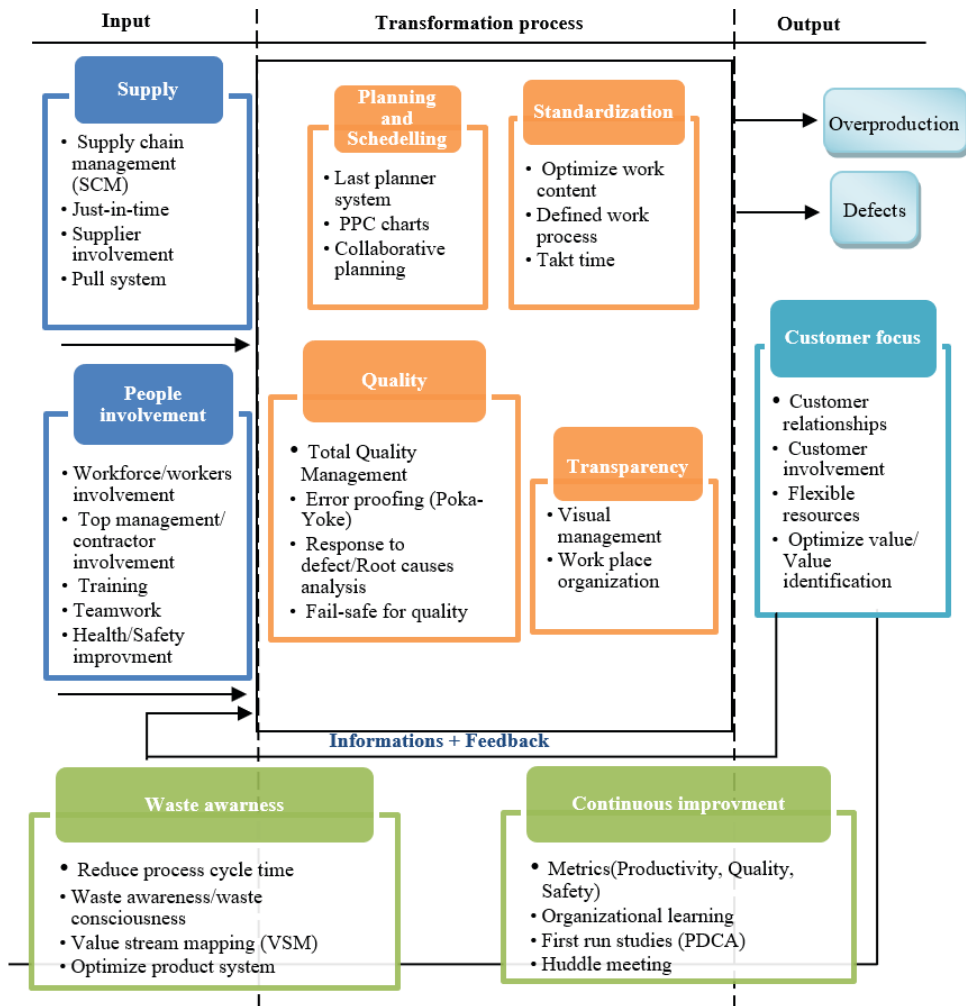 Input
Transformation process
Output
Supply
• Supply chain
management
(SCM)
• Just-in-time
• Supplier
involvement
• Pull system
People
involvement
• Workforce/workers
involvement
• Top management/
contractor
involvement
• Training
• Teamwork
• Health/Safety
improvment
Planning
and
Schedelling
• Last planner
system
• PPC charts
• Collaborative
planning
Standardization
• Optimize work
content
• Defined work
process
• Takt time
Quality
• Total Quality
Management
• Error proofing (Poka-
Yoke)
• Response to
defect/Root causes
analysis
• Fail-safe for quality
Transparency
• Visual
management
• Work place
organization
Overproduction
Defects
Customer focus
• Customer
relationships
• Customer
involvement
• Flexible
resources
• Optimize value/
Value
identification
Informations + Feedback
Waste awarness
• Reduce process cycle time
• Waste awareness/waste
consciousness
• Value stream mapping (VSM)
• Optimize product system
Continuous improvment
• Metrics(Productivity, Quality,
Safety)
• Organizational learning
• First run studies (PDCA)
• Huddle meeting